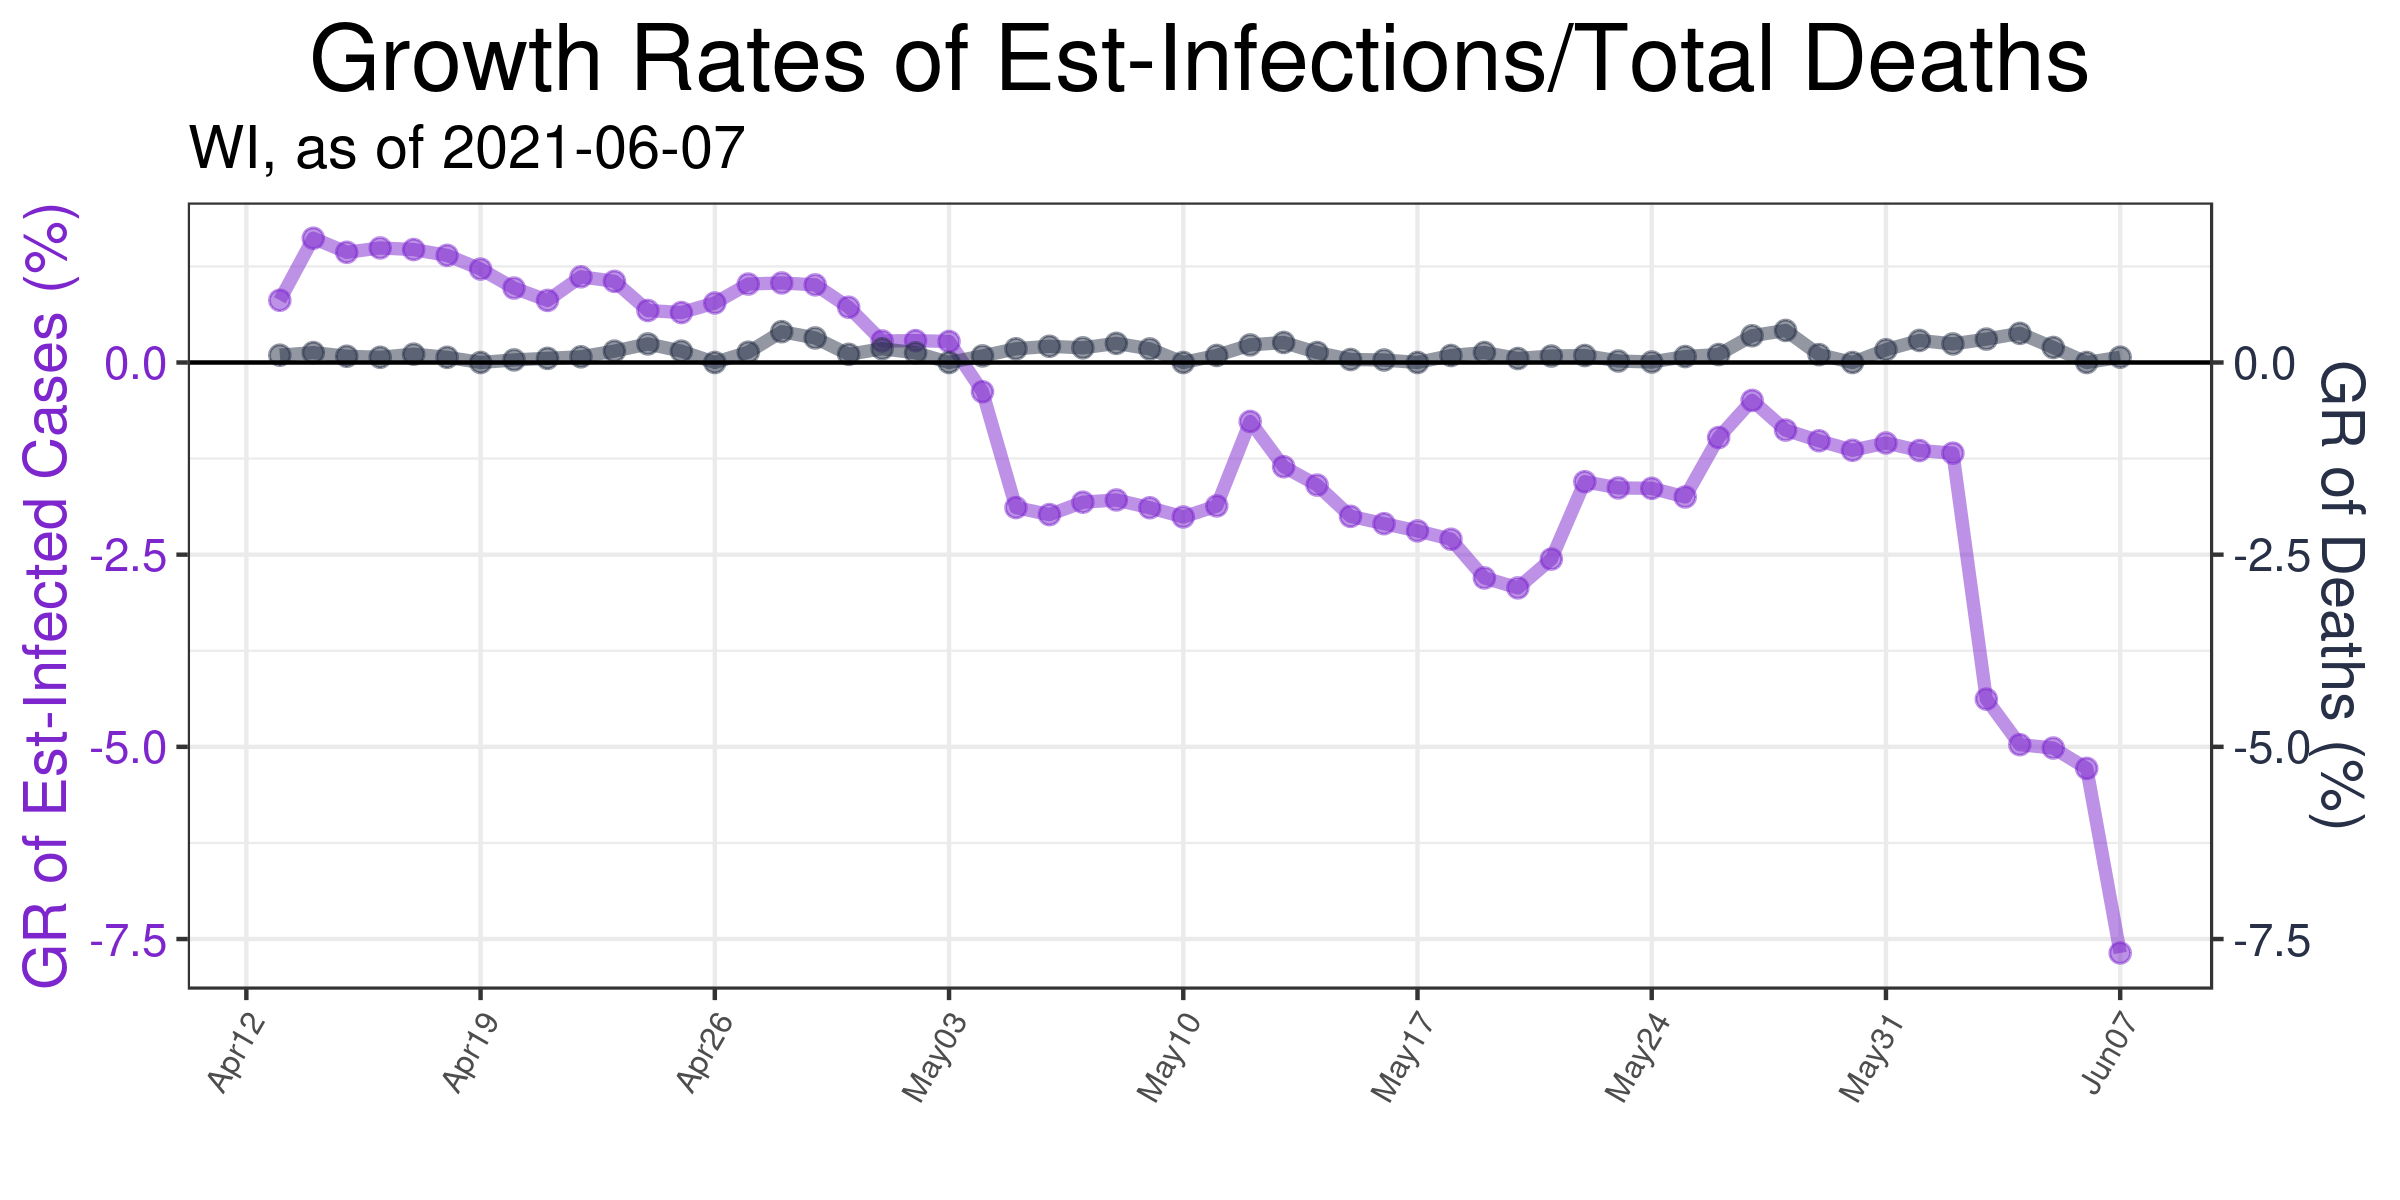 Growth Rates of Est-Infections/Total Deaths
WI, as of 2021-06-07
GR of Est-Infected Cases (%)
0.0
-2.5
-5.0
-7.5
0.0
-2.5
-5.0
-7.5
GR of Deaths (%)
Apr12
Apr19
Apr26
May03
May10
May17
May24
May31
Jun07